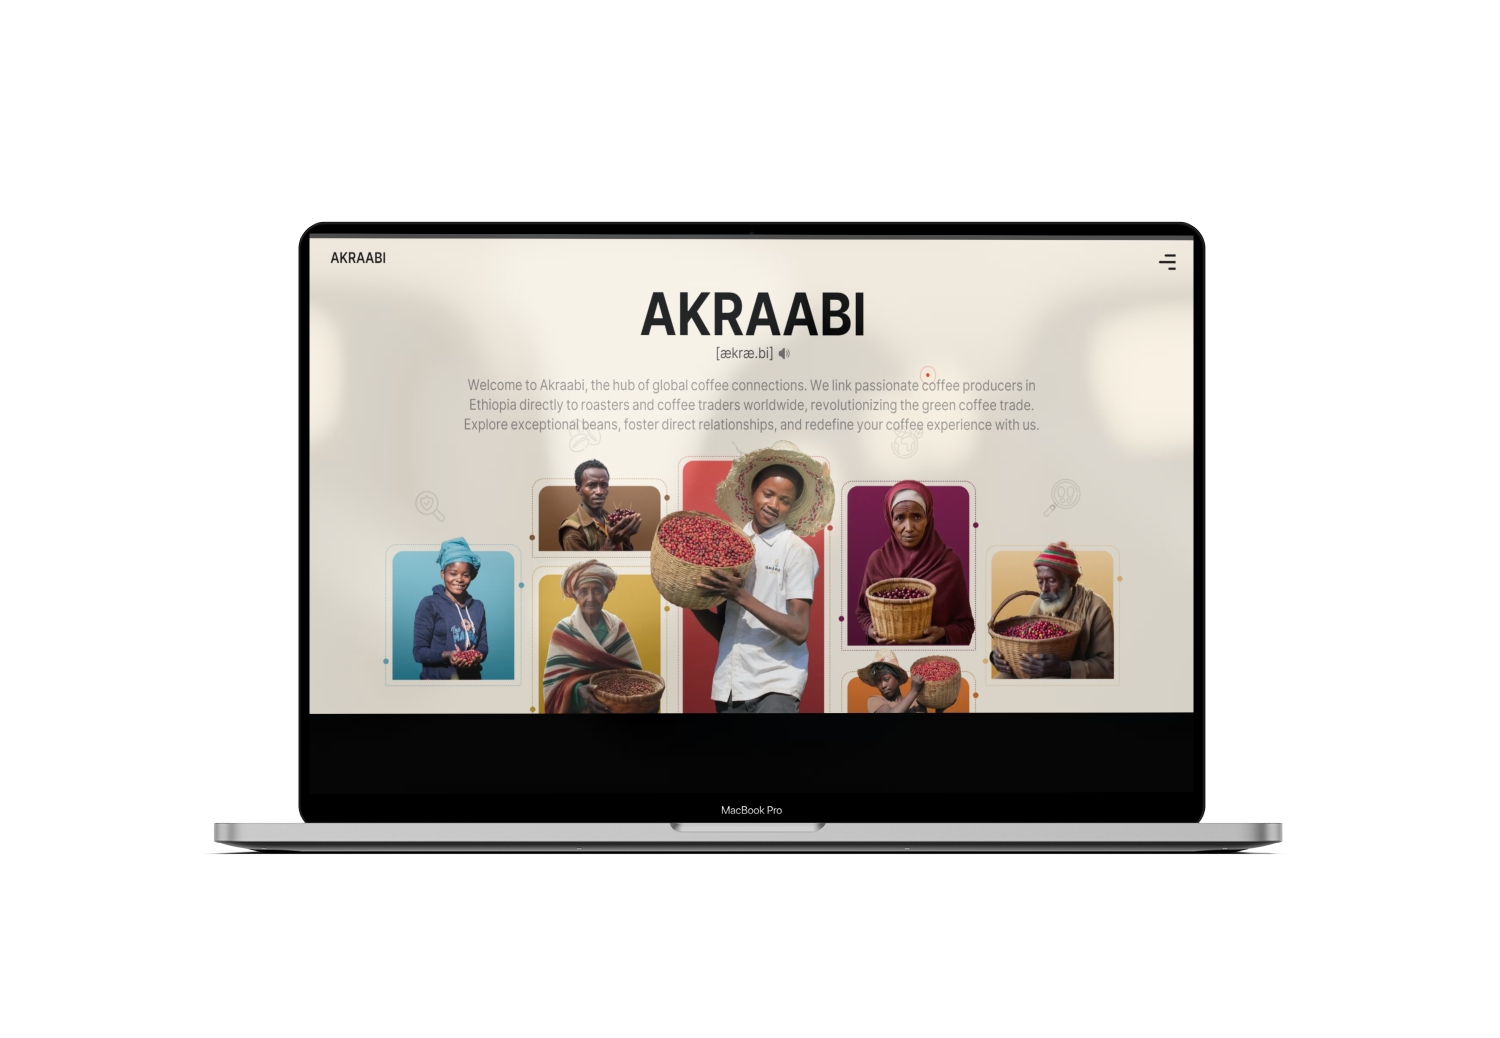 AKRAABI
AKRAABI
[ækræ.bi]
Welcome to Akraabi, the hub of global coffee connections. We link passionate coffee producers in
Ethiopia directly to roasters and coffee traders worldwide, revolutionizing the green coffee trade.
Explore exceptional beans, foster direct relationships, and redefine your coffee experience with us.
MacBook Pro